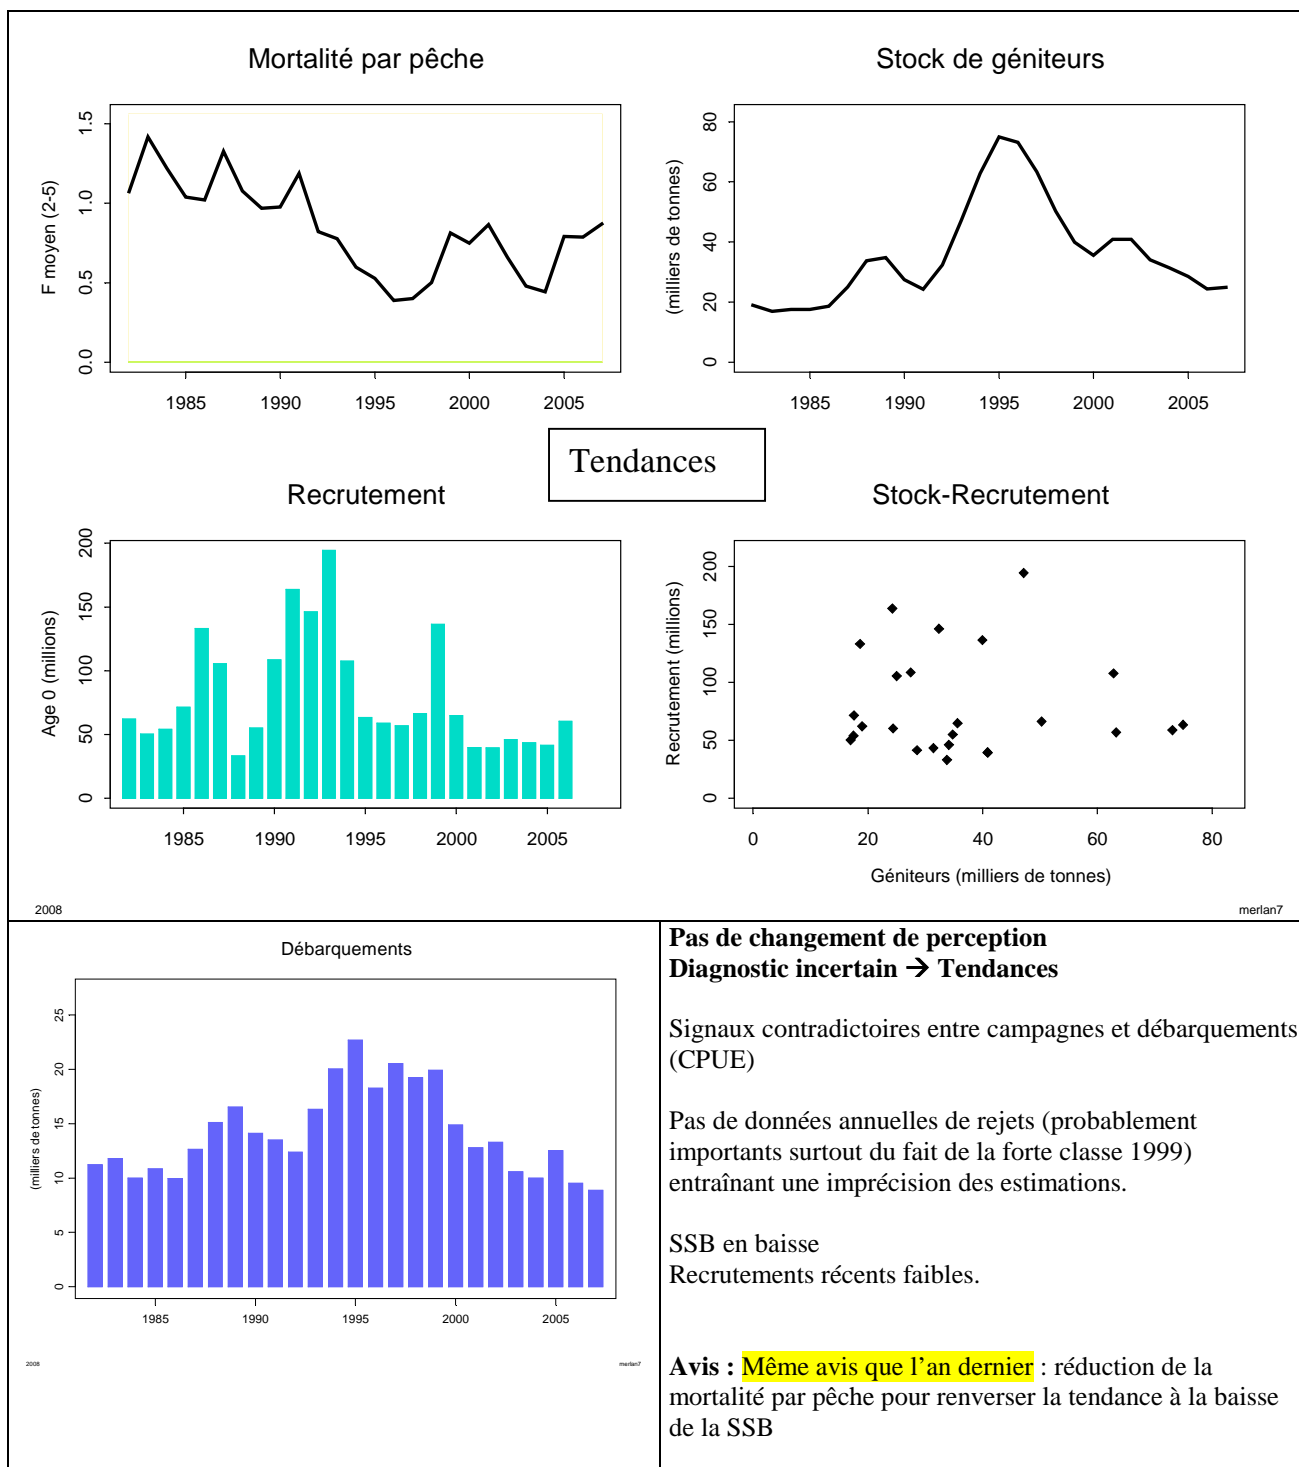 Mortalité par pêche
F moyen (2-5)
0.0 0.5 1.0 1.5
1985 1990 1995 2000 2005
Stock de géniteurs
(milliers de tonnes)
0 20 40 60 80
1985 1990 1995 2000 2005
Tendances
Recrutement
Age 0 (millions)
0 50 100 150 200
1985 1990 1995 2000 2005
Stock-Recrutement
Recrutement (millions)
0 50 100 150 200
0 20 40 60 80
Géniteurs (milliers de tonnes)
2008
merlan7
Débarquements
(milliers de tonnes)
0 5 10 15 20 25
1985 1990 1995 2000 2005
2008
merlan7
Pas de changement de perception
Diagnostic incertain → Tendances
Signaux contradictoires entre campagnes et débarquements
(CPUE)
Pas de données annuelles de rejets (probablement
importants surtout du fait de la forte classe 1999)
entraînant une imprécision des estimations.
SSB en baisse
Recrutements récents faibles.
Avis : Même avis que l’an dernier : réduction de la
mortalité par pêche pour renverser la tendance à la baisse
de la SSB